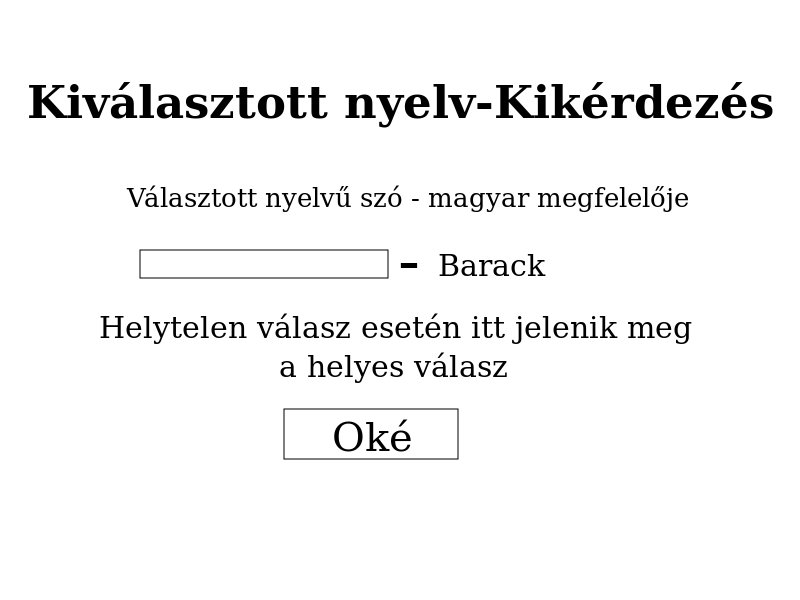 Kiválasztott nyelv-Kikérdezés
Választott nyelvű szó - magyar megfelelője
– Barack
Helytelen válasz esetén itt jelenik meg
a helyes válasz
Oké